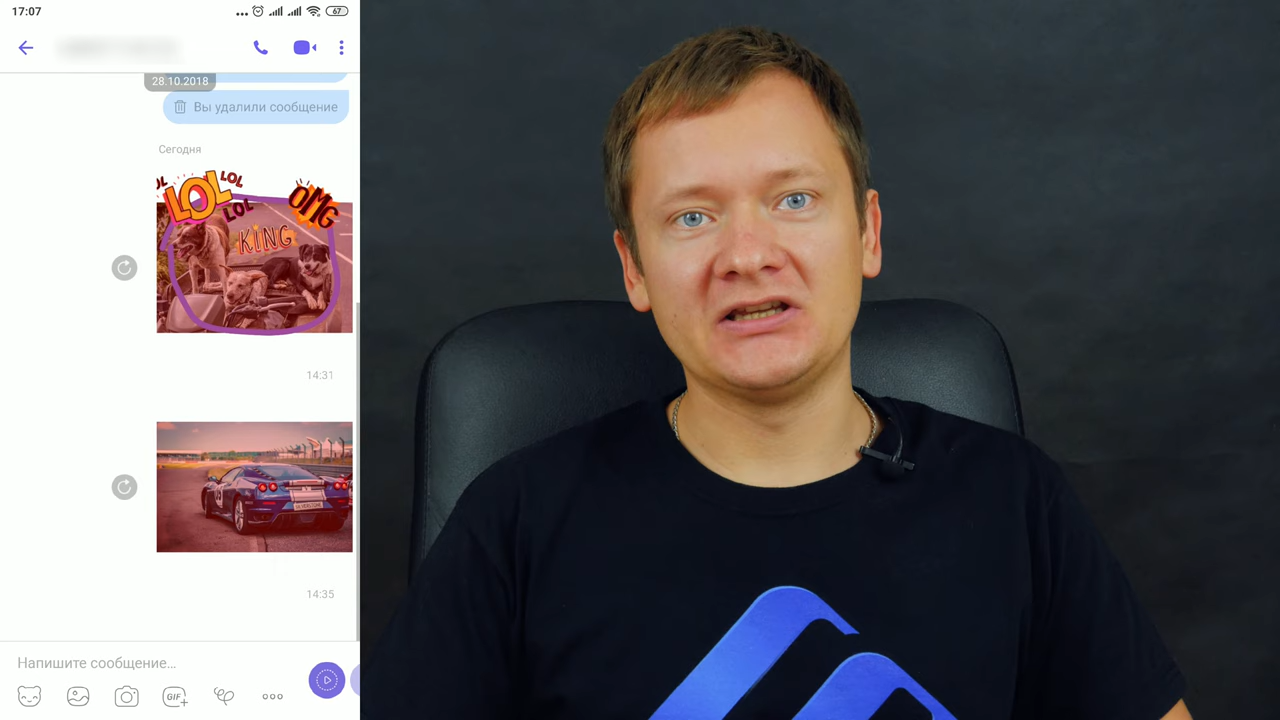 17:07
67
28.10.2018
Вы удалили сообщение
Сегодня
LOL
LOL
LOL
OMG
KING
14:31
14:35
Напишите сообщение...
GIF